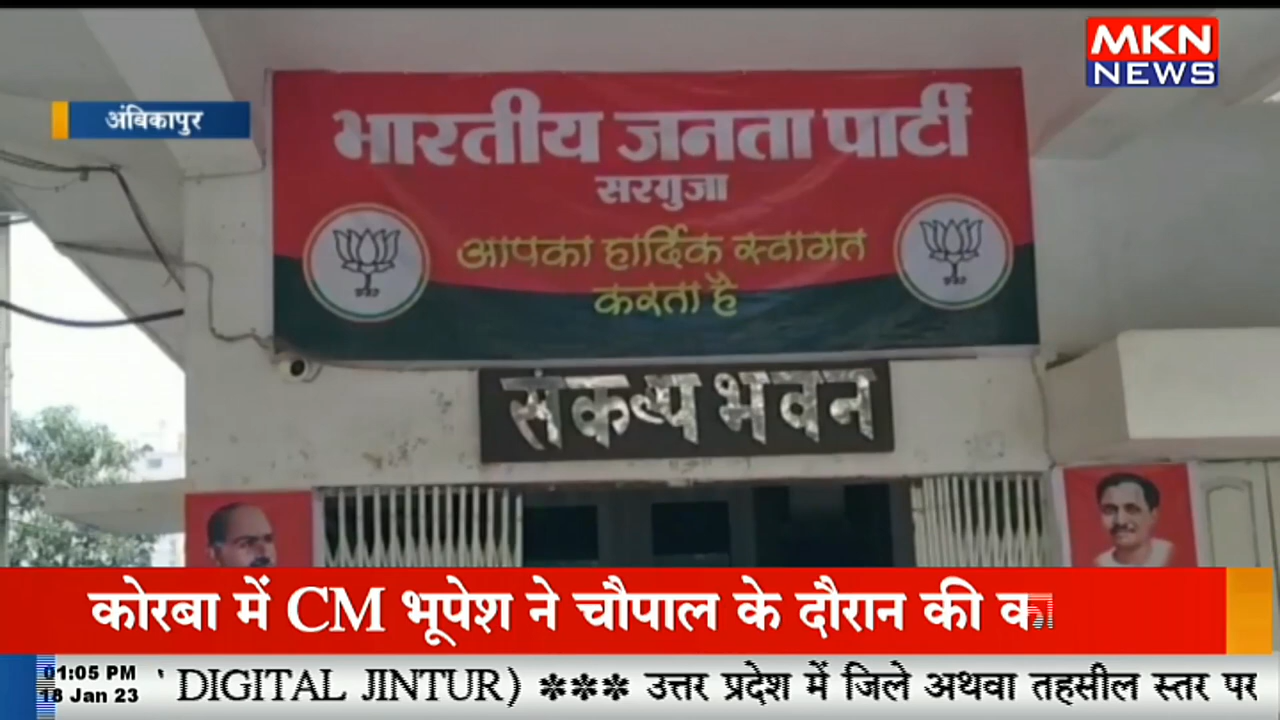 MKN
NEWS
अंबिकापुर
भारतीय जनता पार्टी
सरगुजा
आपका हार्दिक स्वागत
करता है
संकल्प भवन
कोरबा में CM भूपेश ने चौपाल के दौरान की
01:05 PM
18 Jan 23
' DIGITAL JINTUR) *** उत्तर प्रदेश में जिले अथवा तहसील स्तर पर